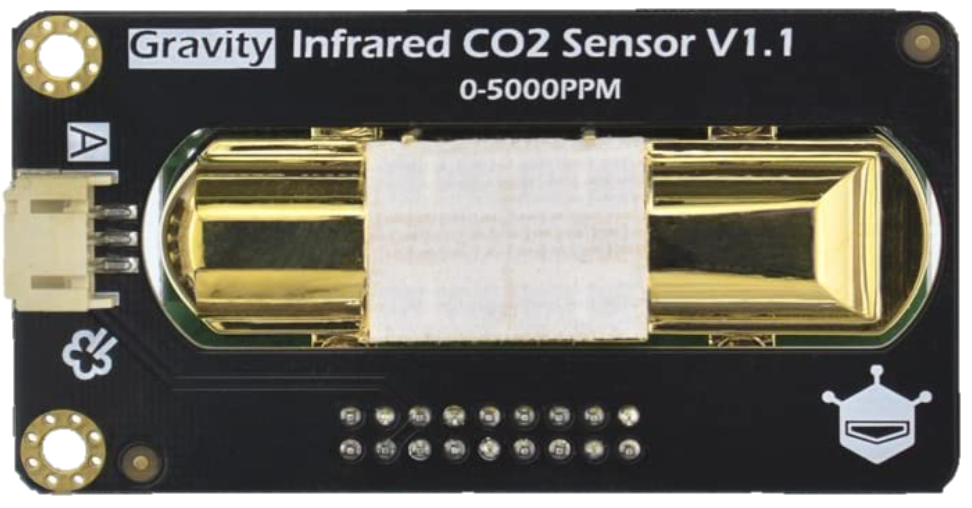 Gravity Infrared CO2 Sensor V1.1
0-5000PPM
A